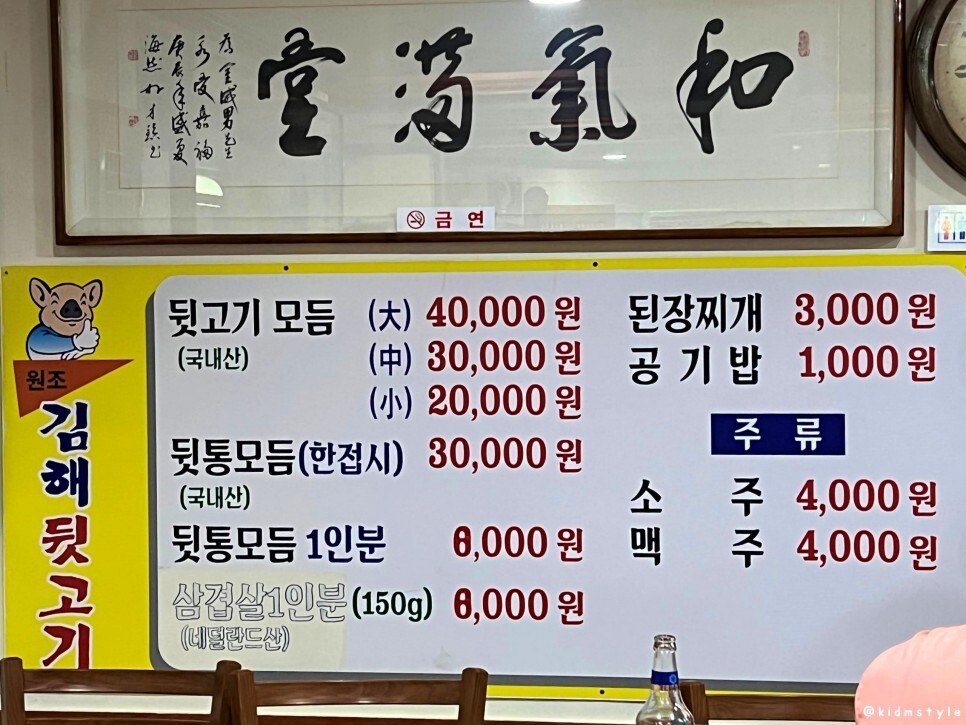 和氣滿堂
금연
원조
김해뒷고기
뒷고기 모듬 (大) 40,000 원
(국내산) (中) 30,000 원
(小) 20,000 원
뒷통모듬(한접시) 30,000 원
(국내산)
뒷통모듬 1인분 8,000 원
삼겹살1인분(150g) 8,000 원
(네덜란드산)
된장찌개 3,000 원
공기밥 1,000 원
주류
소주 4,000 원
맥주 4,000 원
@kidmstyle